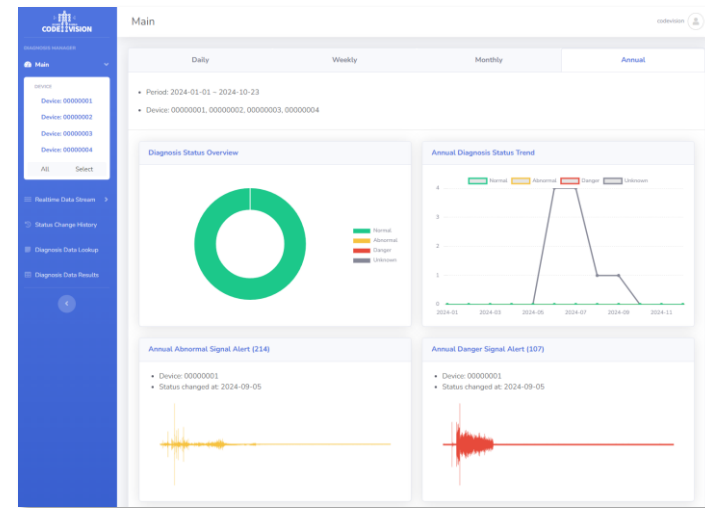 CODE VISION
Main
codevision
DIAGNOSIS MANAGER
Main
DEVICE
Device: 00000001
Device: 00000002
Device: 00000003
Device: 00000004
All Select
Realtime Data Stream
Status Change History
Diagnosis Data Lookup
Diagnosis Data Results
Daily Weekly Monthly Annual
Period: 2024-01-01 ~ 2024-10-23
Device: 00000001, 00000002, 00000003, 00000004
Diagnosis Status Overview
Normal
Abnormal
Danger
Unknown
Annual Diagnosis Status Trend
Normal Abnormal Danger Unknown
4
3
2
1
0
2024-01 2024-03 2024-05 2024-07 2024-09 2024-11
Annual Abnormal Signal Alert (214)
Device: 00000001
Status changed at: 2024-09-05
Annual Danger Signal Alert (107)
Device: 00000001
Status changed at: 2024-09-05